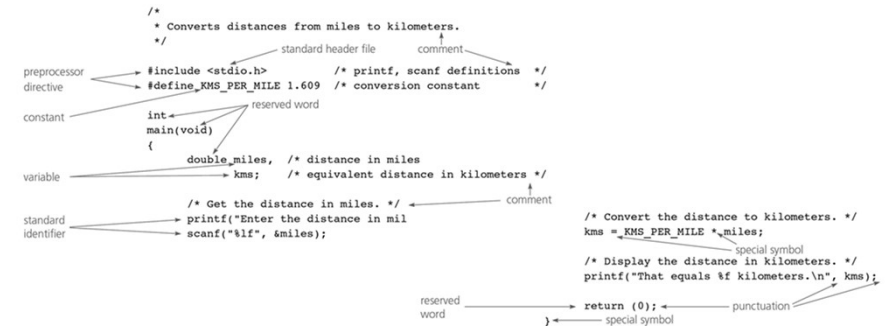 /*
* Converts distances from miles to kilometers.
*/
standard header file comment
preprocessor
directive
#include <stdio.h> /* printf, scanf definitions */
#define KMS_PER_MILE 1.609 /* conversion constant */
reserved word
constant
int
main(void)
{
double miles, /* distance in miles
variable
kms; /* equivalent distance in kilometers */
comment
/* Get the distance in miles. */
standard
identifier
printf("Enter the distance in mil
scanf("%lf", &miles);
/* Convert the distance to kilometers. */
kms = KMS_PER_MILE * miles;
special symbol
/* Display the distance in kilometers. */
printf("That equals %f kilometers.\n", kms);
reserved
word
return (0);
punctuation
}
special symbol